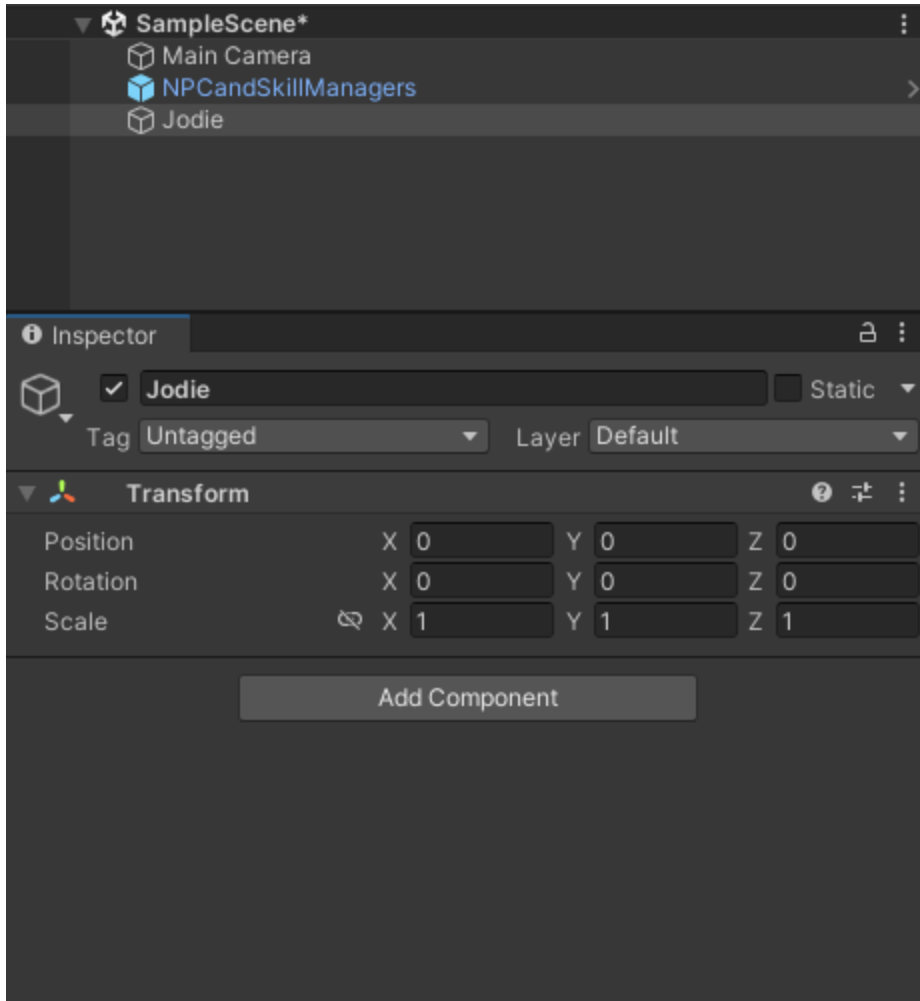 SampleScene*
Main Camera
NPCandSkillManagers
Jodie
Inspector
Jodie Static
Tag Untagged Layer Default
Transform
Position X 0 Y 0 Z 0
Rotation X 0 Y 0 Z 0
Scale X 1 Y 1 Z 1
Add Component